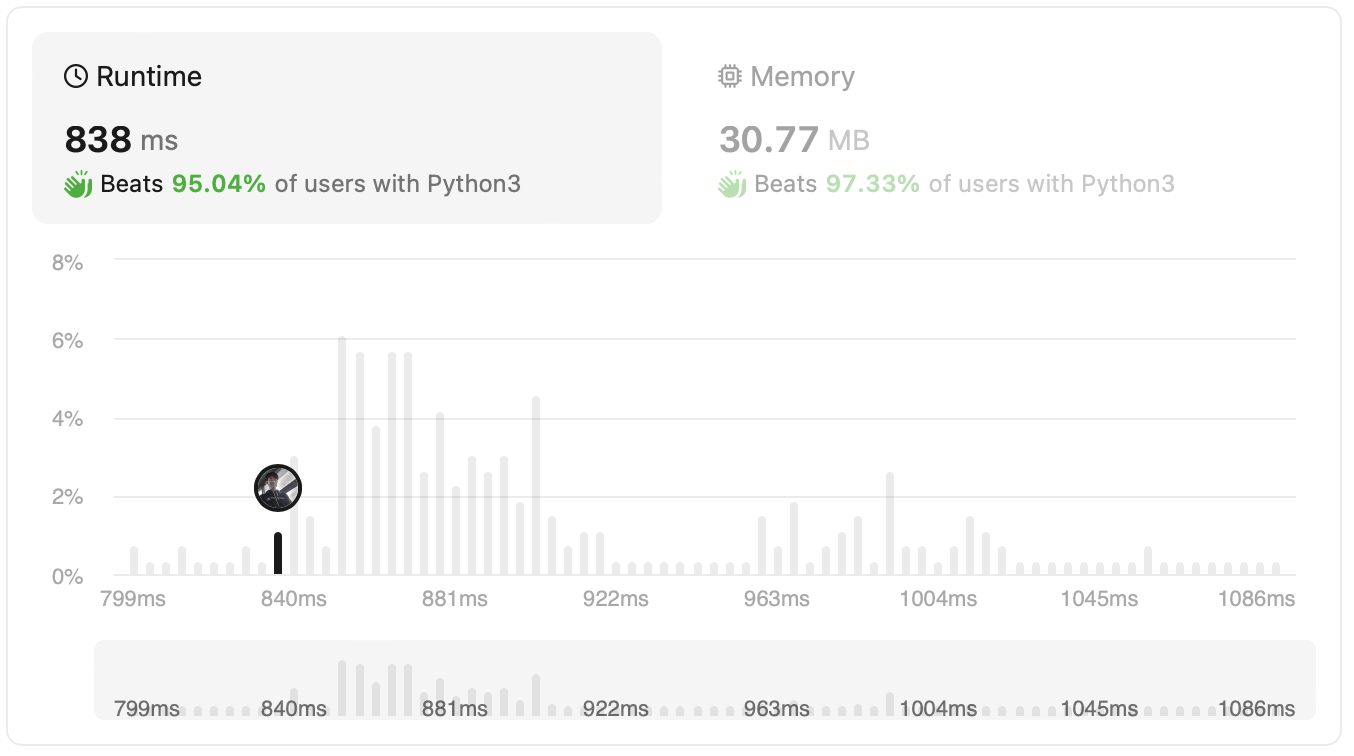 Runtime
838 ms
Beats 95.04% of users with Python3
Memory
30.77 MB
Beats 97.33% of users with Python3
8%
6%
4%
2%
0%
799ms 840ms 881ms 922ms 963ms 1004ms 1045ms 1086ms
799ms 840ms 881ms 922ms 963ms 1004ms 1045ms 1086ms